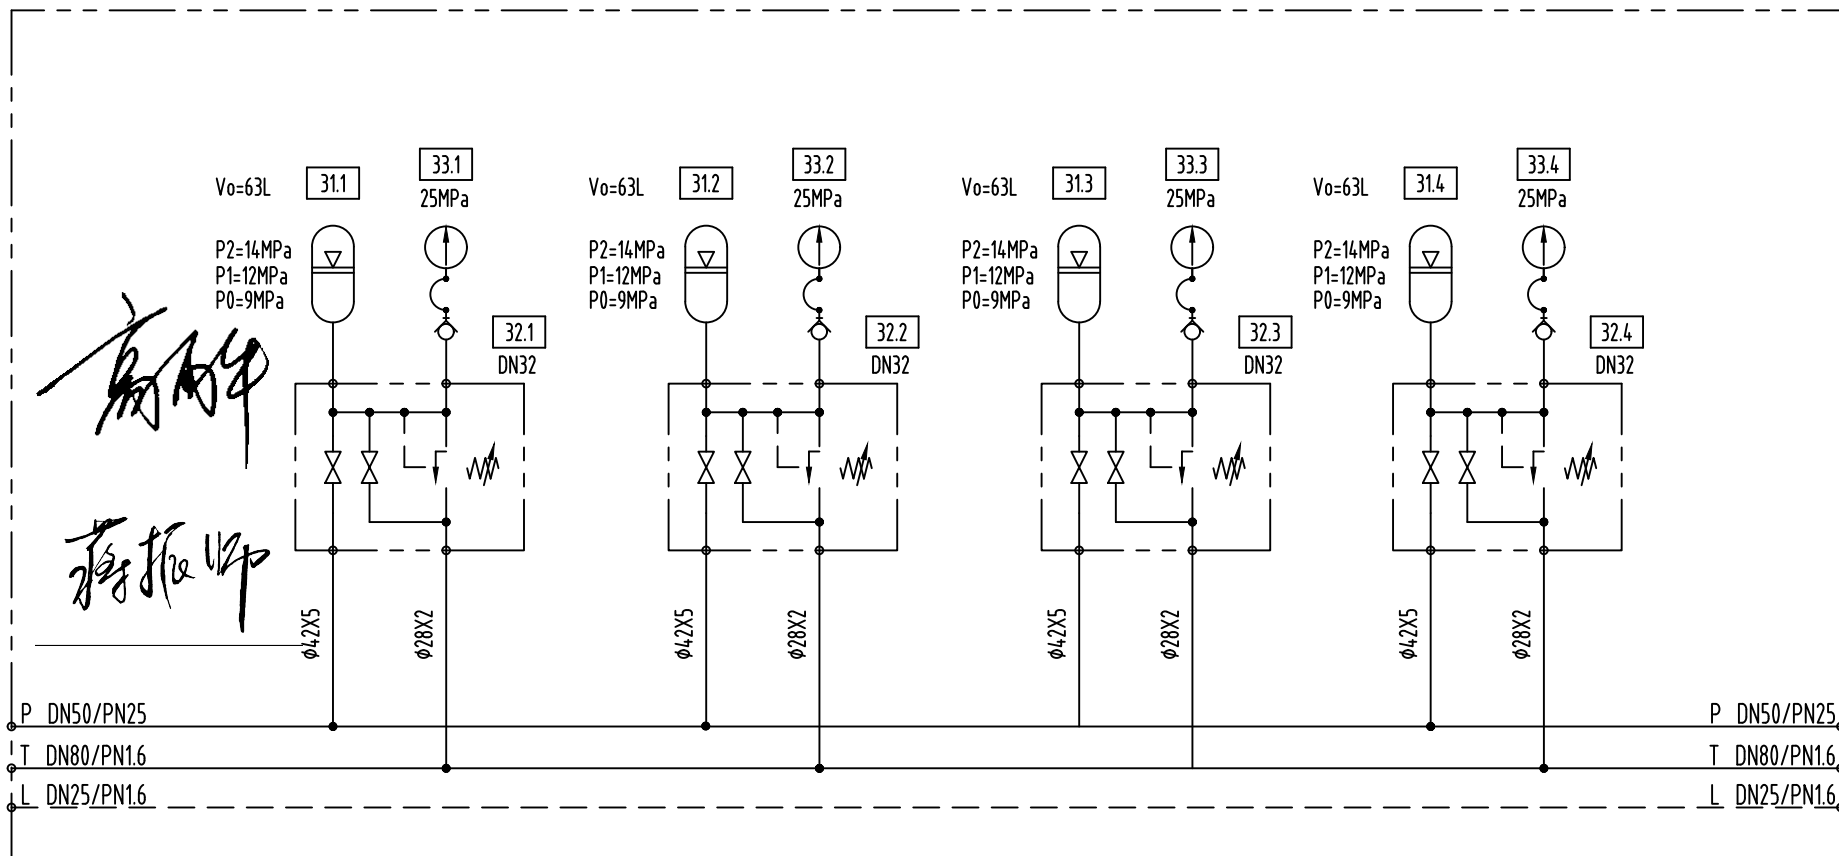 33.1 33.2 33.3 33.4
Vo=63L 31.1 25MPa Vo=63L 31.2 25MPa Vo=63L 31.3 25MPa Vo=63L 31.4 25MPa
P2=14MPa P2=14MPa P2=14MPa P2=14MPa
P1=12MPa P1=12MPa P1=12MPa P1=12MPa
P0=9MPa P0=9MPa P0=9MPa P0=9MPa
32.1 32.2 32.3 32.4
DN32 DN32 DN32 DN32
蒋振师
ϕ42X5 ϕ28X2 ϕ42X5 ϕ28X2 ϕ42X5 ϕ28X2 ϕ42X5 ϕ28X2
P DN50/PN25 P DN50/PN25
T DN80/PN1.6 T DN80/PN1.6
L DN25/PN1.6 L DN25/PN1.6